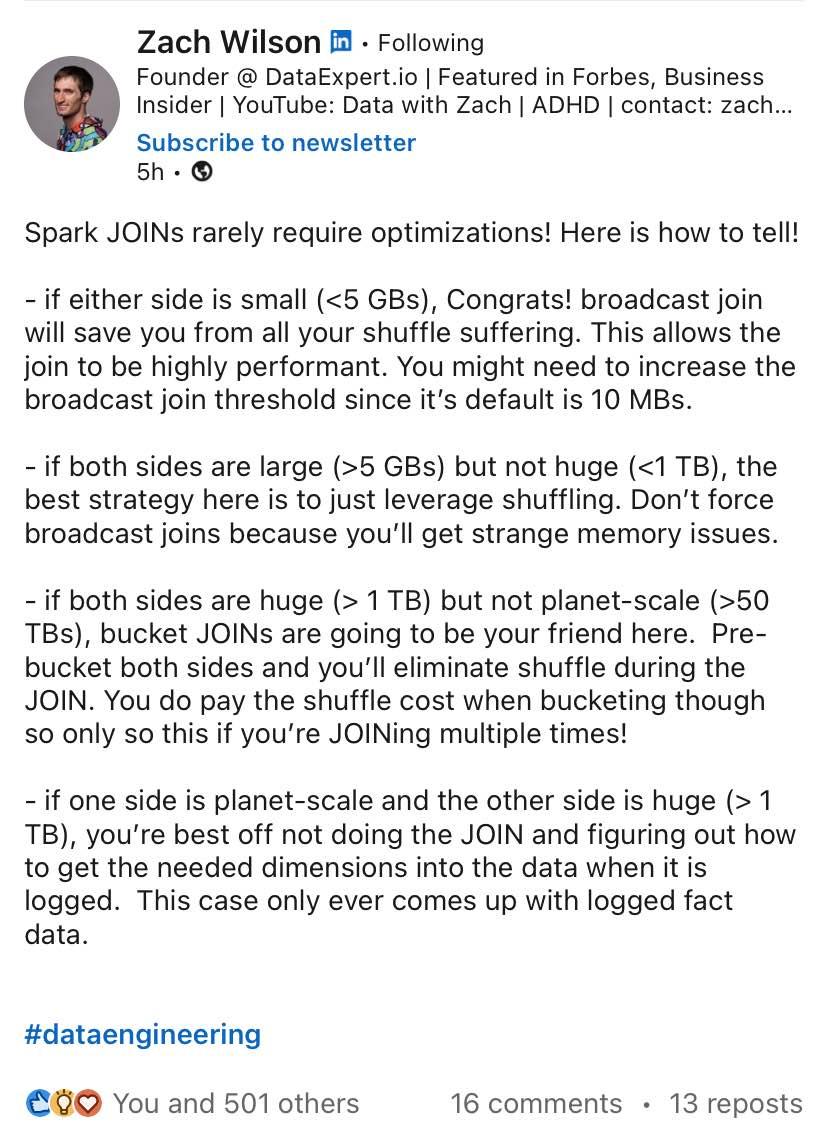 Zach Wilson in • Following
Founder @ DataExpert.io | Featured in Forbes, Business
Insider | YouTube: Data with Zach | ADHD | contact: zach...
Subscribe to newsletter
5h •
Spark JOINs rarely require optimizations! Here is how to tell!
- if either side is small (<5 GBs), Congrats! broadcast join
will save you from all your shuffle suffering. This allows the
join to be highly performant. You might need to increase the
broadcast join threshold since it’s default is 10 MBs.
- if both sides are large (>5 GBs) but not huge (<1 TB), the
best strategy here is to just leverage shuffling. Don’t force
broadcast joins because you’ll get strange memory issues.
- if both sides are huge (> 1 TB) but not planet-scale (>50
TBs), bucket JOINs are going to be your friend here.  Pre-
bucket both sides and you’ll eliminate shuffle during the
JOIN. You do pay the shuffle cost when bucketing though
so only so this if you’re JOINing multiple times!
- if one side is planet-scale and the other side is huge (> 1
TB), you’re best off not doing the JOIN and figuring out how
to get the needed dimensions into the data when it is
logged.  This case only ever comes up with logged fact
data.
#dataengineering
You and 501 others 16 comments • 13 reposts